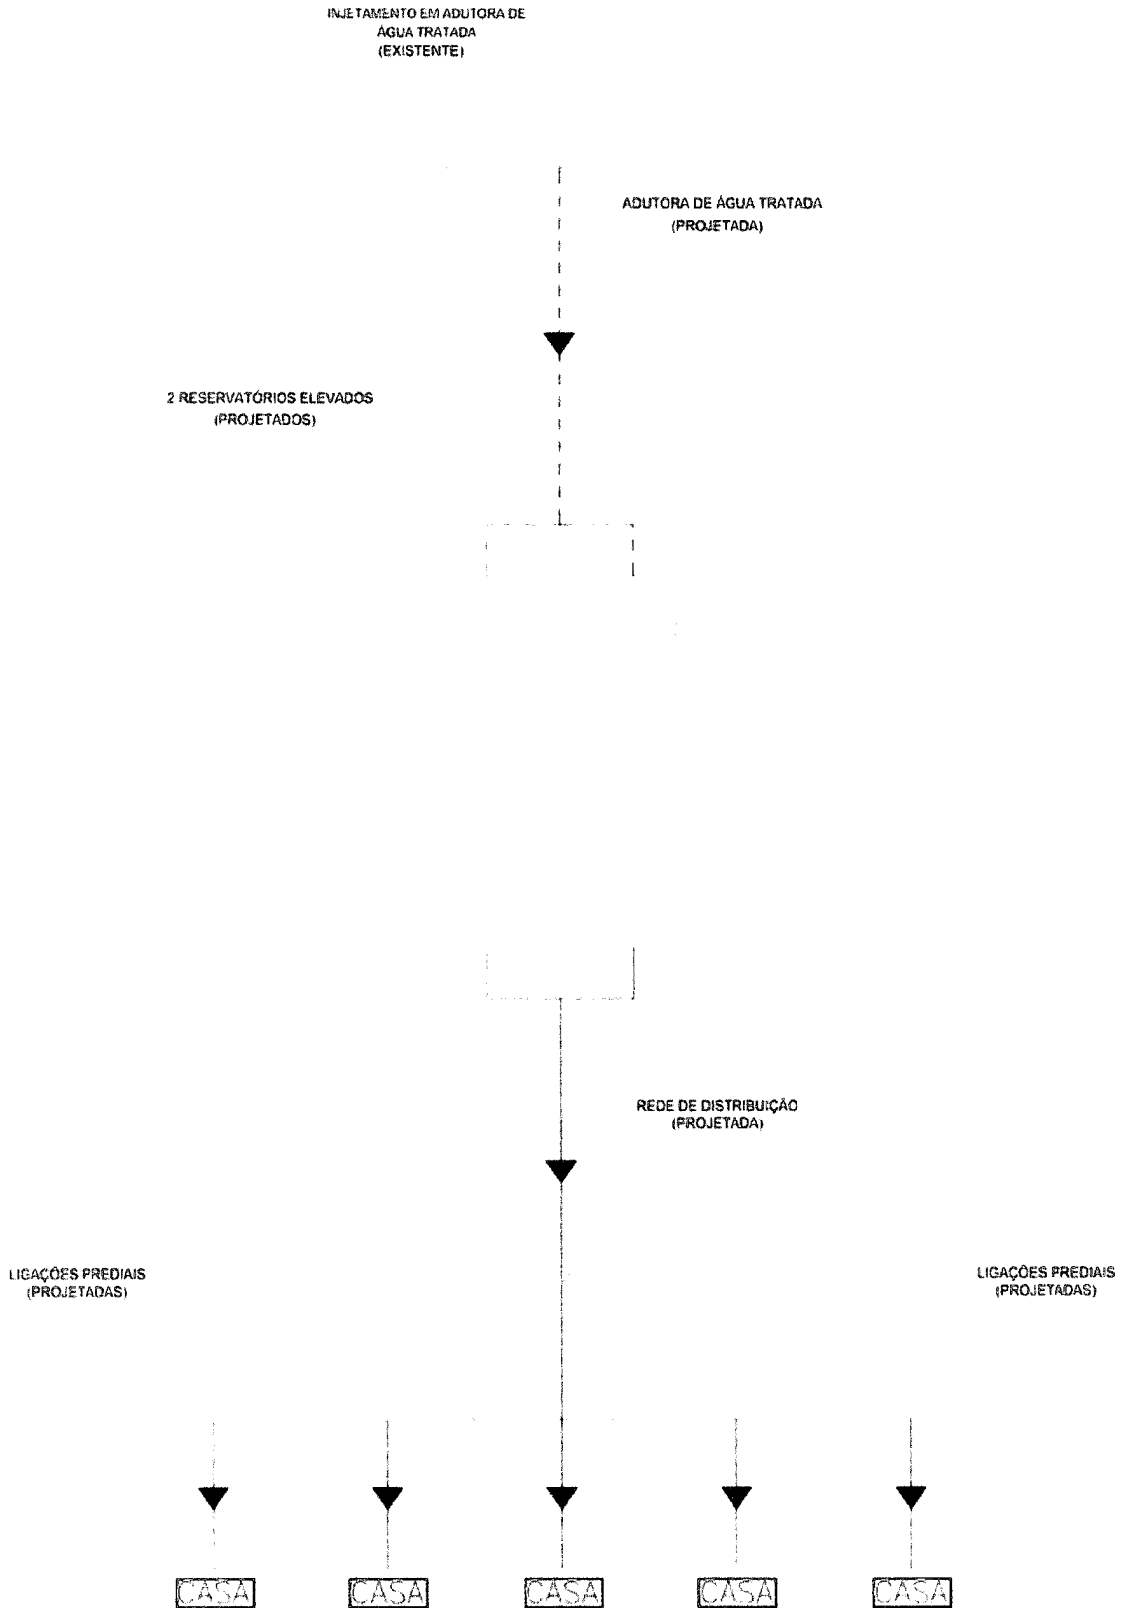 INJETAMENTO EM ADUTORA DE
ÁGUA TRATADA
(EXISTENTE)
ADUTORA DE ÁGUA TRATADA
(PROJETADA)
2 RESERVATÓRIOS ELEVADOS
(PROJETADOS)
REDE DE DISTRIBUIÇÃO
(PROJETADA)
LIGAÇÕES PREDIAIS
(PROJETADAS)
LIGAÇÕES PREDIAIS
(PROJETADAS)
CASA CASA CASA CASA CASA